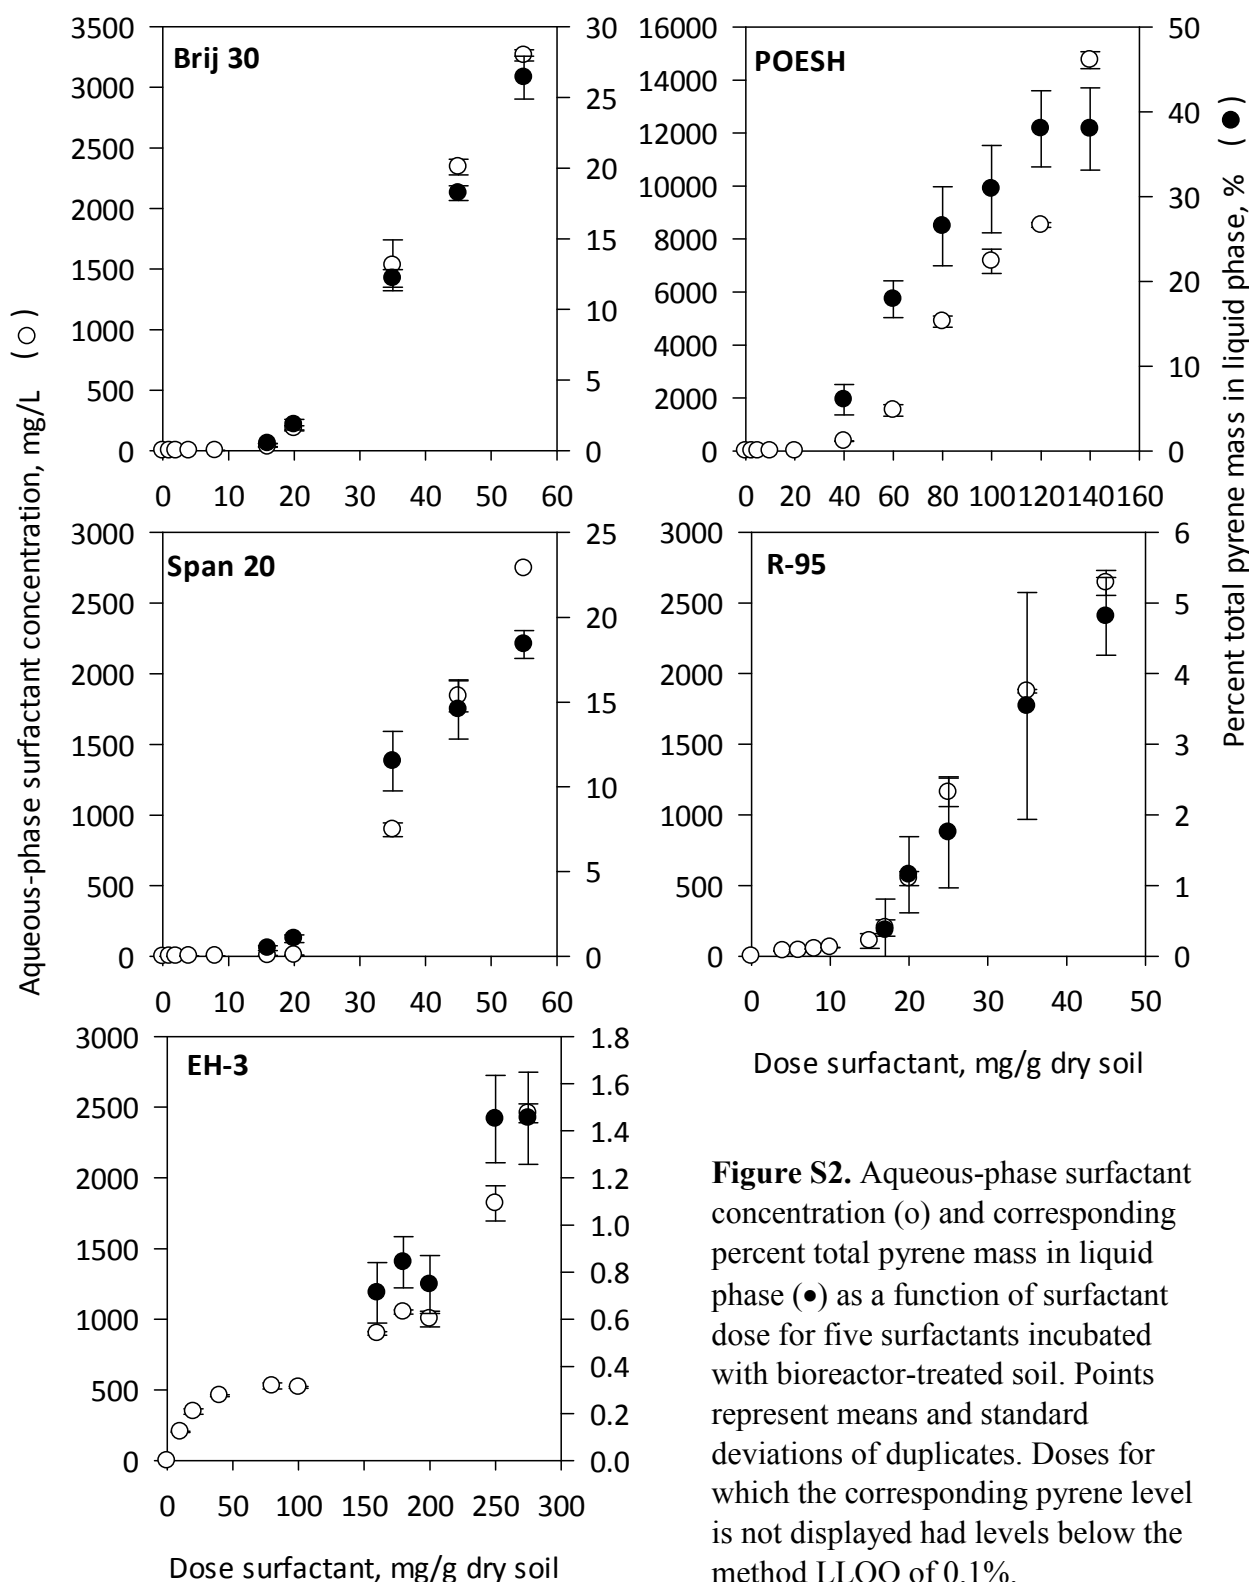 Brij 30
3500
3000
2500
2000
1500
1000
500
0
30
25
20
15
10
5
0
0 10 20 30 40 50 60
POESH
16000
14000
12000
10000
8000
6000
4000
2000
0
50
40
30
20
10
0
0 20 40 60 80 100 120 140 160
Aqueous-phase surfactant concentration, mg/L (○)
Percent total pyrene mass in liquid phase, % (●)
Span 20
3000
2500
2000
1500
1000
500
0
25
20
15
10
5
0
0 10 20 30 40 50 60
R-95
3000
2500
2000
1500
1000
500
0
6
5
4
3
2
1
0
0 10 20 30 40 50
Dose surfactant, mg/g dry soil
EH-3
3000
2500
2000
1500
1000
500
0
1.8
1.6
1.4
1.2
1.0
0.8
0.6
0.4
0.2
0.0
0 50 100 150 200 250 300
Dose surfactant, mg/g dry soil
Figure S2. Aqueous-phase surfactant
concentration (o) and corresponding
percent total pyrene mass in liquid
phase (●) as a function of surfactant
dose for five surfactants incubated
with bioreactor-treated soil. Points
represent means and standard
deviations of duplicates. Doses for
which the corresponding pyrene level
is not displayed had levels below the
method LLOQ of 0.1%.